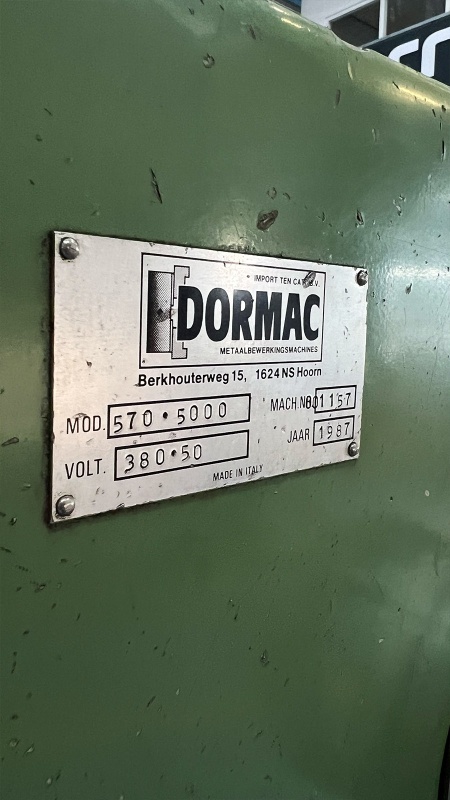 IMPORT TEN CATE B.V.
DORMAC
METAALBEWERKINGSMACHINES
Berkhouterweg 15, 1624 NS Hoorn
MOD. 570•5000
MACH.NO. 1157
VOLT. 380•50
JAAR 1987
MADE IN ITALY